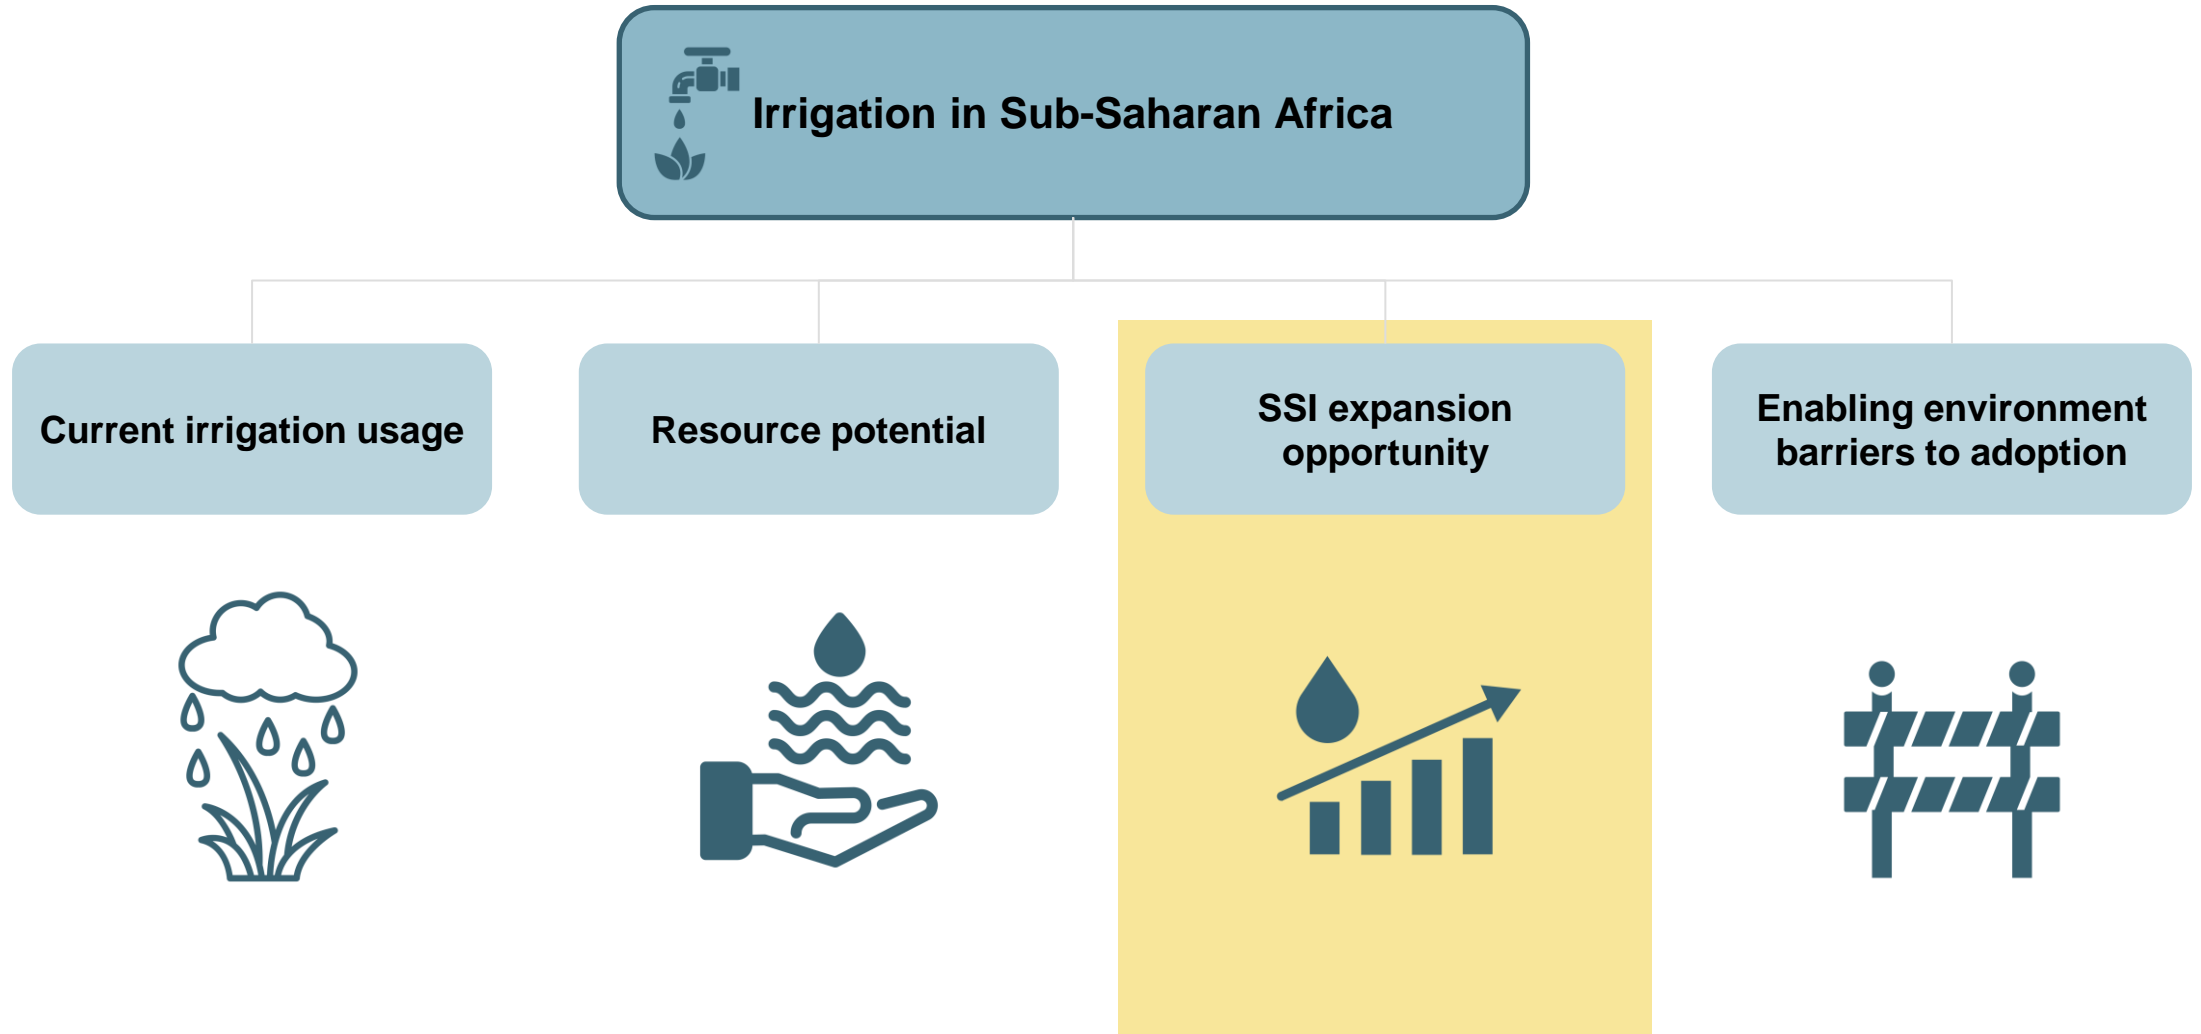 Irrigation in Sub-Saharan Africa
Current irrigation usage
Resource potential
SSI expansion
opportunity
Enabling environment
barriers to adoption